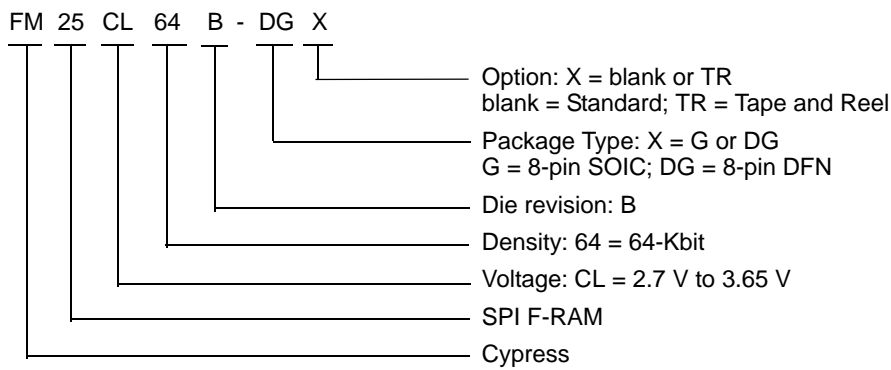 FM 25 CL 64 B - DG X
Option: X = blank or TR
blank = Standard; TR = Tape and Reel
Package Type: X = G or DG
G = 8-pin SOIC; DG = 8-pin DFN
Die revision: B
Density: 64 = 64-Kbit
Voltage: CL = 2.7 V to 3.65 V
SPI F-RAM
Cypress